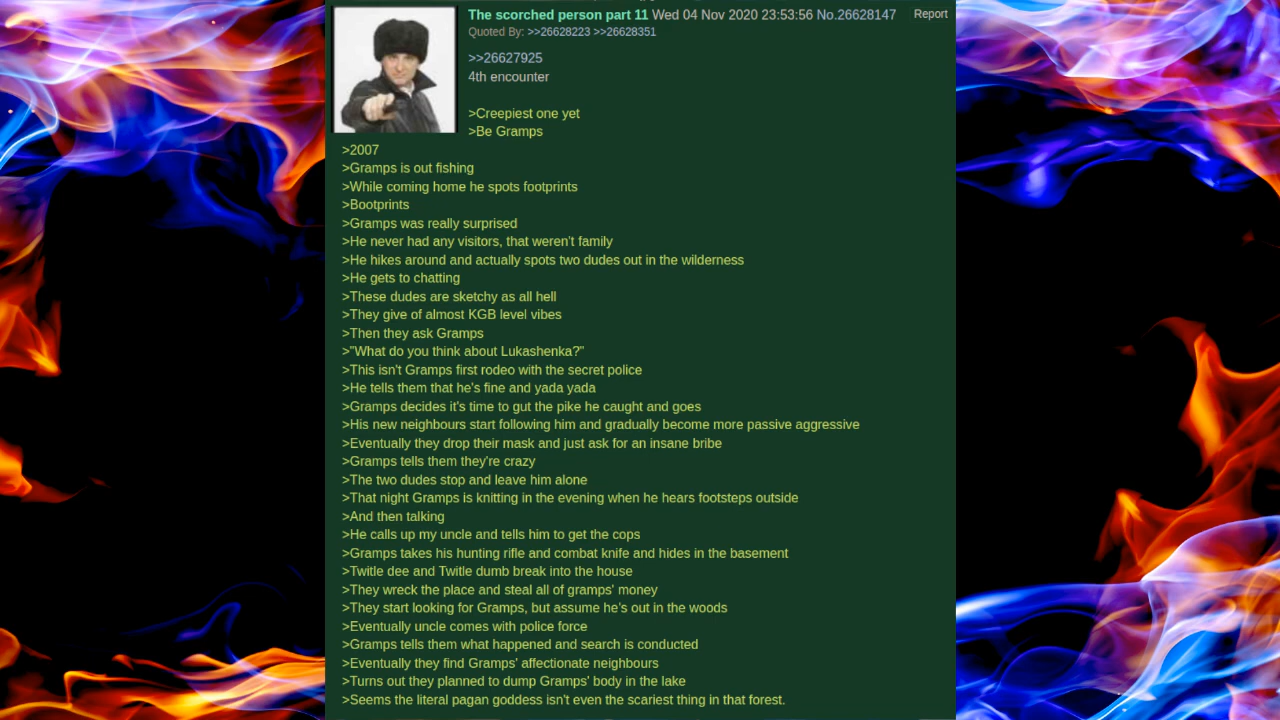 The scorched person part 11 Wed 04 Nov 2020 23:53:56 No.26628147 Report
Quoted By: >>26628223 >>26628351
>>26627925
4th encounter
>Creepiest one yet
>Be Gramps
>2007
>Gramps is out fishing
>While coming home he spots footprints
>Bootprints
>Gramps was really surprised
>He never had any visitors, that weren't family
>He hikes around and actually spots two dudes out in the wilderness
>He gets to chatting
>These dudes are sketchy as all hell
>They give of almost KGB level vibes
>Then they ask Gramps
>"What do you think about Lukashenka?"
>This isn't Gramps first rodeo with the secret police
>He tells them that he's fine and yada yada
>Gramps decides it's time to gut the pike he caught and goes
>His new neighbours start following him and gradually become more passive aggressive
>Eventually they drop their mask and just ask for an insane bribe
>Gramps tells them they're crazy
>The two dudes stop and leave him alone
>That night Gramps is knitting in the evening when he hears footsteps outside
>And then talking
>He calls up my uncle and tells him to get the cops
>Gramps takes his hunting rifle and combat knife and hides in the basement
>Twitle dee and Twitle dumb break into the house
>They wreck the place and steal all of gramps' money
>They start looking for Gramps, but assume he's out in the woods
>Eventually uncle comes with police force
>Gramps tells them what happened and search is conducted
>Eventually they find Gramps' affectionate neighbours
>Turns out they planned to dump Gramps' body in the lake
>Seems the literal pagan goddess isn't even the scariest thing in that forest.